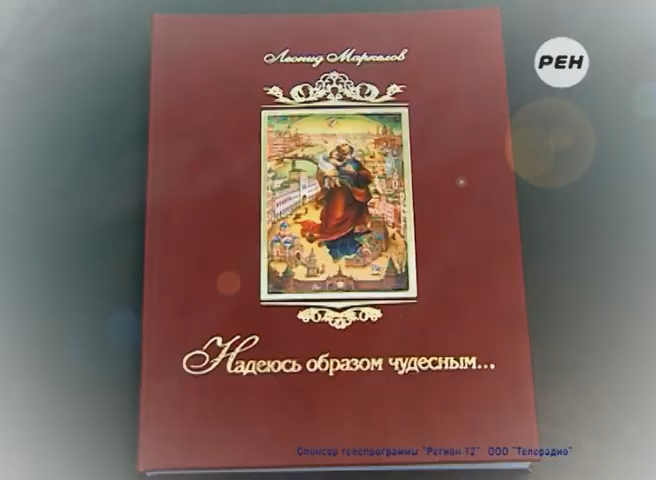 Леонид Маркелов
РЕН
Надеюсь образом чудесным...
Спонсор телепрограммы "Регион 12" ООО "Телерадио"